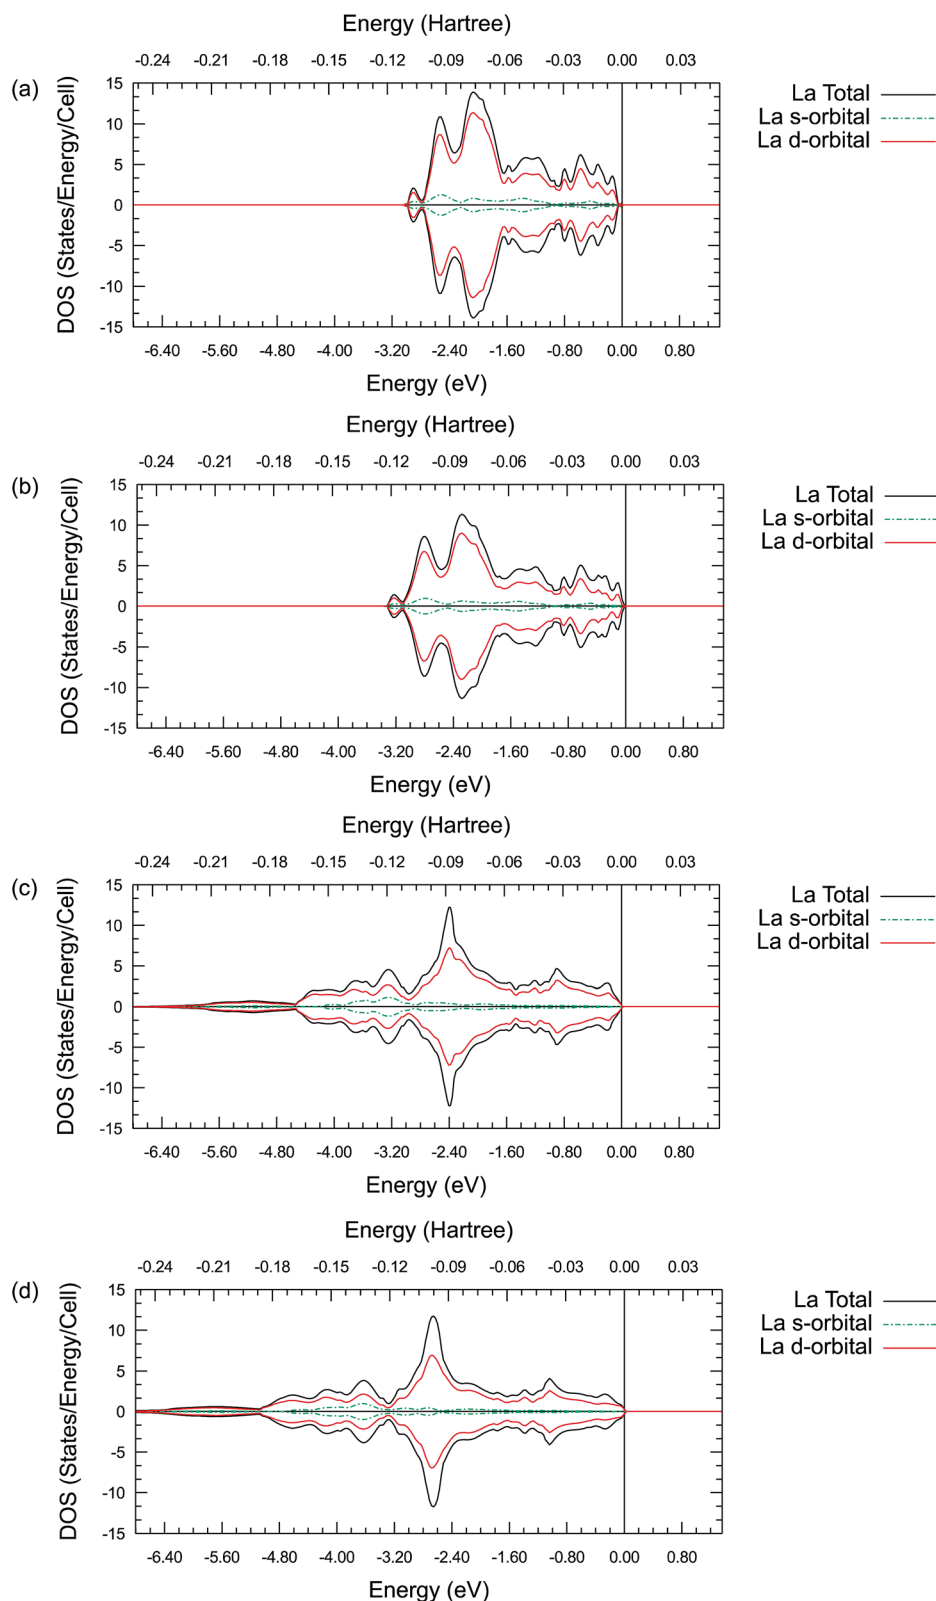 Energy (Hartree)
-0.24 -0.21 -0.18 -0.15 -0.12 -0.09 -0.06 -0.03 0.00 0.03
(a)
DOS (States/Energy/Cell)
15
10
5
0
-5
-10
-15
La Total
La s-orbital
La d-orbital
-6.40 -5.60 -4.80 -4.00 -3.20 -2.40 -1.60 -0.80 0.00 0.80
Energy (eV)
Energy (Hartree)
-0.24 -0.21 -0.18 -0.15 -0.12 -0.09 -0.06 -0.03 0.00 0.03
(b)
DOS (States/Energy/Cell)
15
10
5
0
-5
-10
-15
La Total
La s-orbital
La d-orbital
-6.40 -5.60 -4.80 -4.00 -3.20 -2.40 -1.60 -0.80 0.00 0.80
Energy (eV)
Energy (Hartree)
-0.24 -0.21 -0.18 -0.15 -0.12 -0.09 -0.06 -0.03 0.00 0.03
(c)
DOS (States/Energy/Cell)
15
10
5
0
-5
-10
-15
La Total
La s-orbital
La d-orbital
-6.40 -5.60 -4.80 -4.00 -3.20 -2.40 -1.60 -0.80 0.00 0.80
Energy (eV)
Energy (Hartree)
-0.24 -0.21 -0.18 -0.15 -0.12 -0.09 -0.06 -0.03 0.00 0.03
(d)
DOS (States/Energy/Cell)
15
10
5
0
-5
-10
-15
La Total
La s-orbital
La d-orbital
-6.40 -5.60 -4.80 -4.00 -3.20 -2.40 -1.60 -0.80 0.00 0.80
Energy (eV)